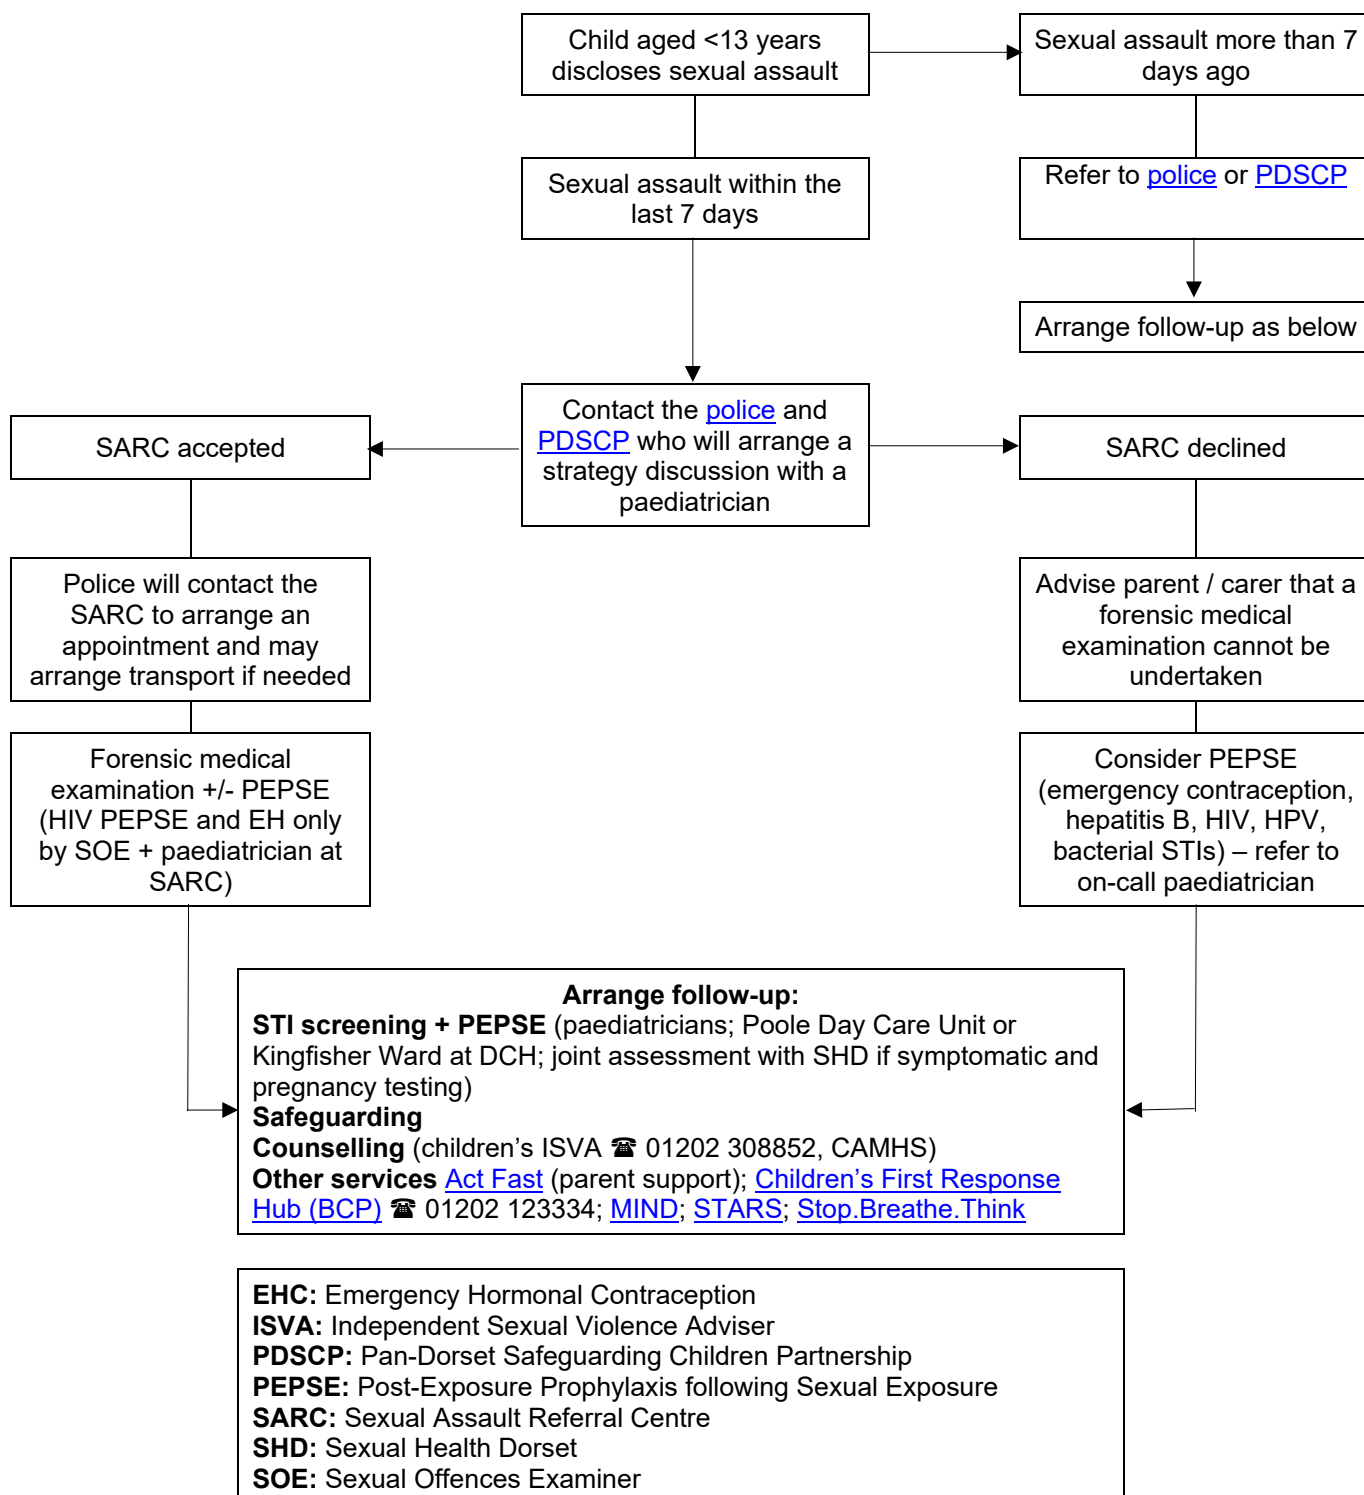 Child aged <13 years
discloses sexual assault
Sexual assault more than 7
days ago
Sexual assault within the
last 7 days
Refer to police or PDSCP
Arrange follow-up as below
Contact the police and
PDSCP who will arrange a
strategy discussion with a
paediatrician
SARC accepted
SARC declined
Police will contact the
SARC to arrange an
appointment and may
arrange transport if needed
Advise parent / carer that a
forensic medical
examination cannot be
undertaken
Forensic medical
examination +/- PEPSE
(HIV PEPSE and EH only
by SOE + paediatrician at
SARC)
Consider PEPSE
(emergency contraception,
hepatitis B, HIV, HPV,
bacterial STIs) – refer to
on-call paediatrician
Arrange follow-up:
STI screening + PEPSE (paediatricians; Poole Day Care Unit or
Kingfisher Ward at DCH; joint assessment with SHD if symptomatic and
pregnancy testing)
Safeguarding
Counselling (children’s ISVA ☎ 01202 308852, CAMHS)
Other services Act Fast (parent support); Children’s First Response
Hub (BCP) ☎ 01202 123334; MIND; STARS; Stop.Breathe.Think
EHC: Emergency Hormonal Contraception
ISVA: Independent Sexual Violence Adviser
PDSCP: Pan-Dorset Safeguarding Children Partnership
PEPSE: Post-Exposure Prophylaxis following Sexual Exposure
SARC: Sexual Assault Referral Centre
SHD: Sexual Health Dorset
SOE: Sexual Offences Examiner